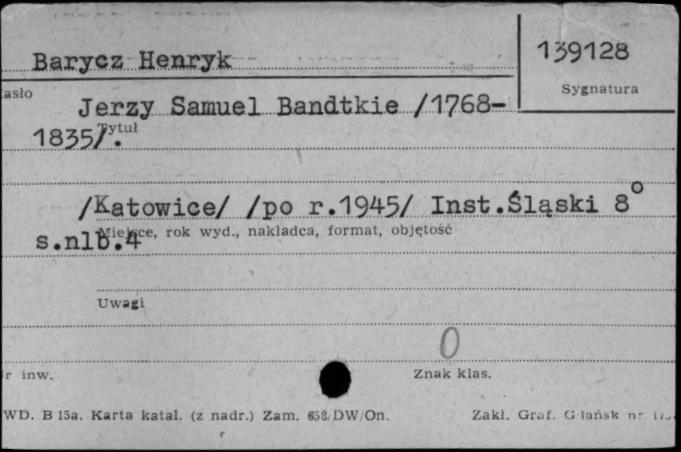 Barycz Henryk
139128
Sygnatura
Jerzy Samuel Bandtkie /1768-
1835/.
Tytuł
/Katowice/ /po r.1945/ Inst.Śląski 8°
s.nlb.4
Miejsce, rok wyd., nakładca, format, objętość
Uwagi
0
inw.
Znak klas.
WD. B 15a. Karta katal. (z nadr.) Zam. 658/DW/On.
Zakł. Graf. Gdańsk nr